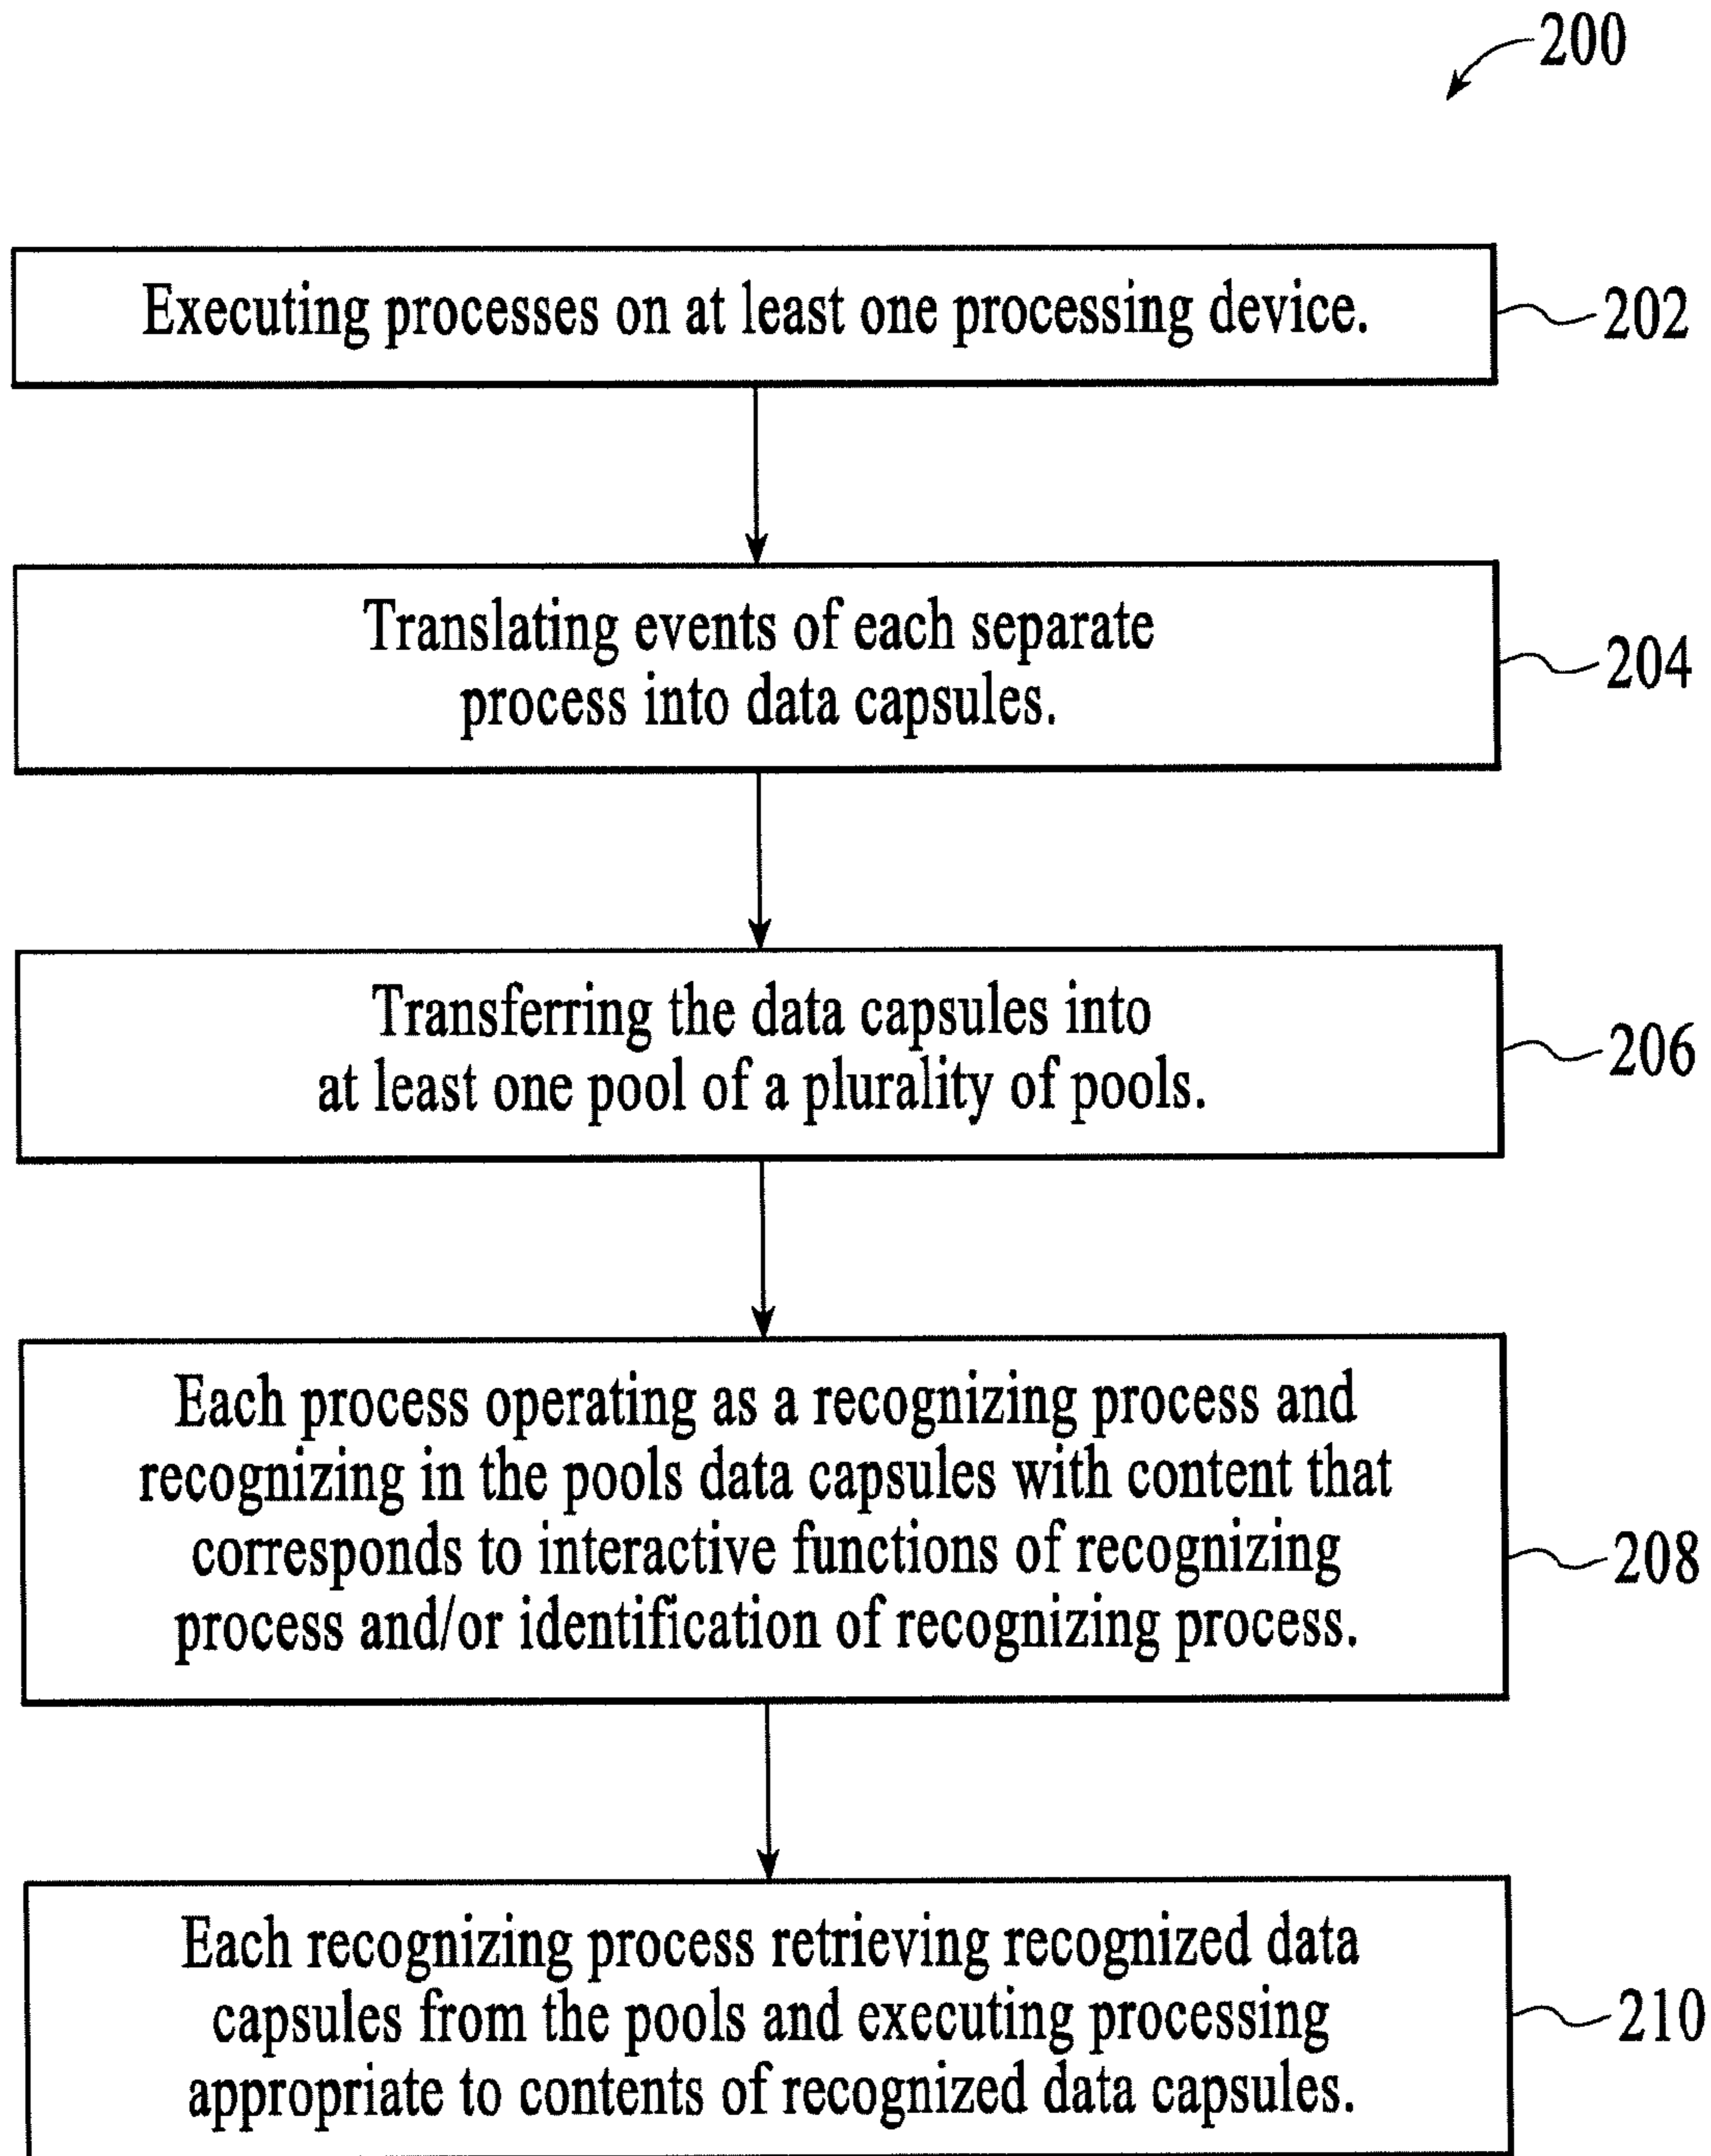 200
Executing processes on at least one processing device.
202
Translating events of each separate
process into data capsules.
204
Transferring the data capsules into
at least one pool of a plurality of pools.
206
Each process operating as a recognizing process and
recognizing in the pools data capsules with content that
corresponds to interactive functions of recognizing
process and/or identification of recognizing process.
208
Each recognizing process retrieving recognized data
capsules from the pools and executing processing
appropriate to contents of recognized data capsules.
210